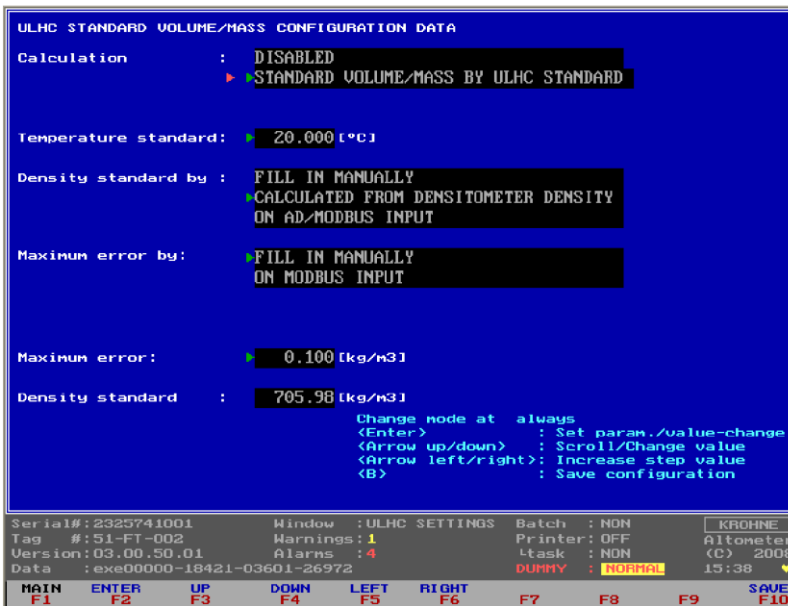 ULHC STANDARD VOLUME/MASS CONFIGURATION DATA
Calculation : DISABLED
STANDARD VOLUME/MASS BY ULHC STANDARD
Temperature standard: 20.000 [°C]
Density standard by : FILL IN MANUALLY
CALCULATED FROM DENSITOMETER DENSITY
ON AD/MODBUS INPUT
Maximum error by: FILL IN MANUALLY
ON MODBUS INPUT
Maximum error: 0.100 [kg/m3]
Density standard : 705.98 [kg/m3]
Change mode at always
<Enter> : Set param./value-change
<Arrow up/down> : Scroll/Change value
<Arrow left/right>: Increase step value
<B> : Save configuration
Serial#:2325741001 Window :ULHC SETTINGS Batch : NON KROHNE
Tag #:51-FT-002 Warnings:1 Printer: OFF Altometer
Version:03.00.50.01 Alarms :4 Ltask : NON (C) 2008
Data :exe00000-18421-03601-26972 DUMMY : NORMAL 15:38
MAIN ENTER UP DOWN LEFT RIGHT SAVE
F1 F2 F3 F4 F5 F6 F7 F8 F9 F10